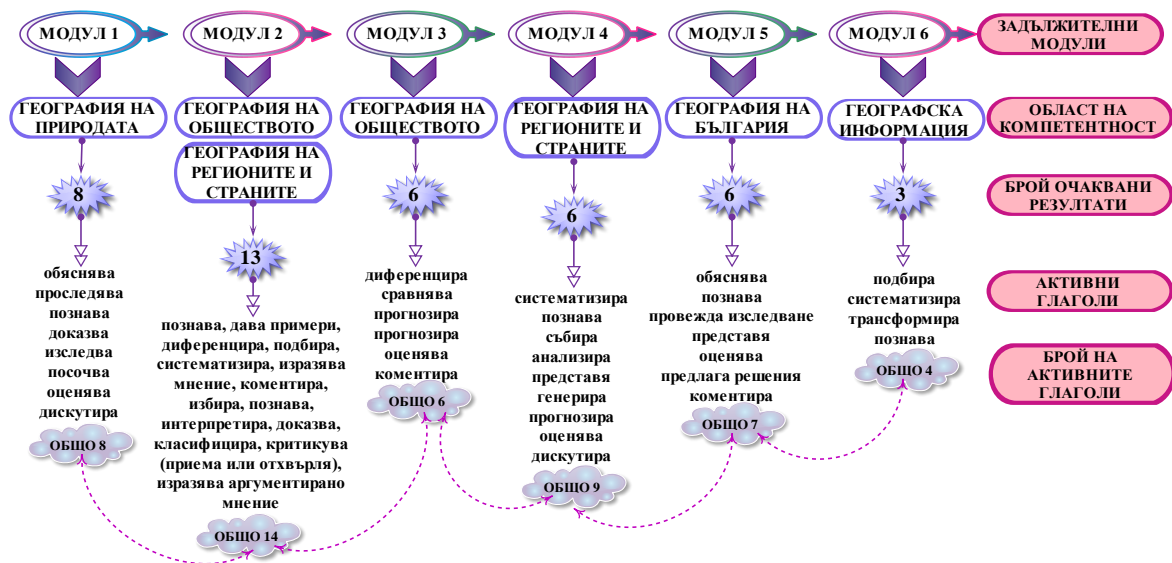 МОДУЛ 1
МОДУЛ 2
МОДУЛ 3
МОДУЛ 4
МОДУЛ 5
МОДУЛ 6
ЗАДЪЛЖИТЕЛНИ
МОДУЛИ
ГЕОГРАФИЯ НА
ПРИРОДАТА
ГЕОГРАФИЯ НА
ОБЩЕСТВОТО
ГЕОГРАФИЯ НА
РЕГИОНИТЕ И
СТРАНИТЕ
ГЕОГРАФИЯ НА
ОБЩЕСТВОТО
ГЕОГРАФИЯ НА
РЕГИОНИТЕ И
СТРАНИТЕ
ГЕОГРАФИЯ НА
БЪЛГАРИЯ
ГЕОГРАФСКА
ИНФОРМАЦИЯ
ОБЛАСТ НА
КОМПЕТЕНТНОСТ
8
13
6
6
6
3
БРОЙ ОЧАКВАНИ
РЕЗУЛТАТИ
обяснява
проследява
познава
доказва
изследва
посочва
оценява
дискутира
познава, дава примери,
диференцира, подбира,
систематизира, изразява
мнение, коментира,
избира, познава,
интерпретира, доказва,
класифицира, критикува
(приема или отхвърля),
изразява аргументирано
мнение
диференцира
сравнява
прогнозира
прогнозира
оценява
коментира
систематизира
познава
събира
анализира
представя
генерира
прогнозира
оценява
дискутира
обяснява
познава
провежда изследване
представя
оценява
предлага решения
коментира
подбира
систематизира
трансформира
познава
АКТИВНИ
ГЛАГОЛИ
ОБЩО 8
ОБЩО 14
ОБЩО 6
ОБЩО 9
ОБЩО 7
ОБЩО 4
БРОЙ НА
АКТИВНИТЕ
ГЛАГОЛИ